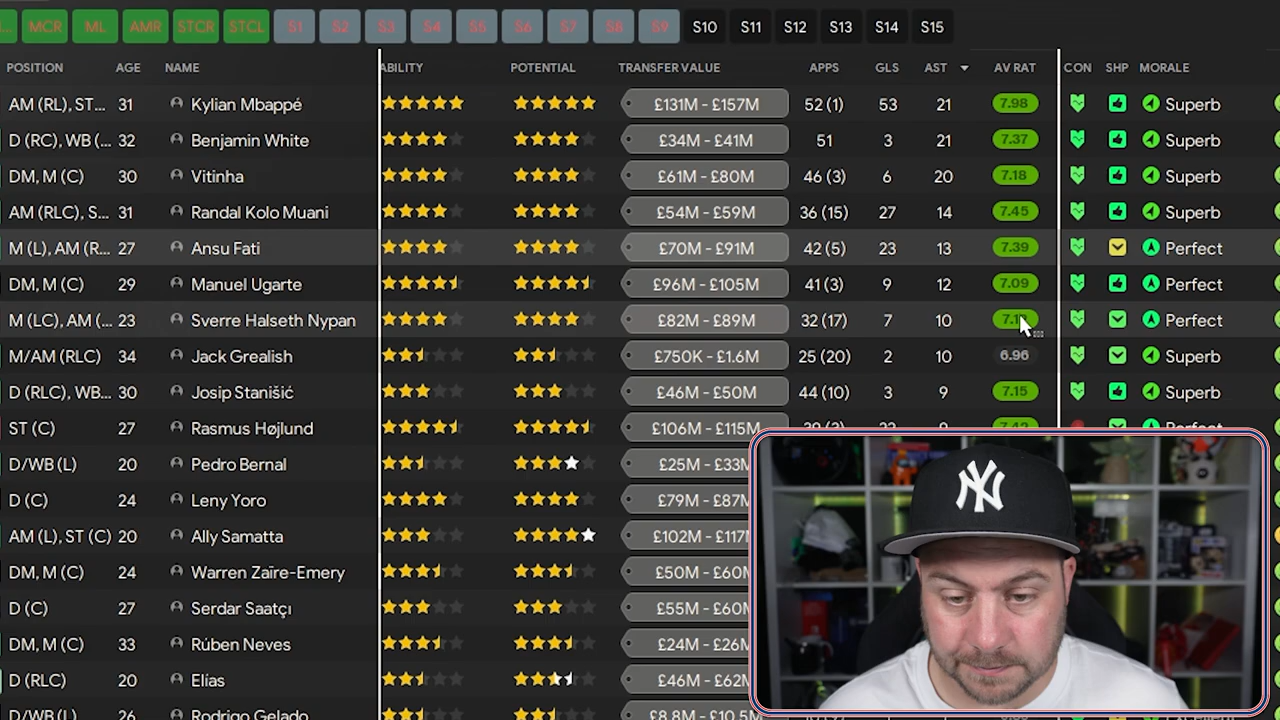 MCR ML AMR STCR STCL S1 S2 S3 S4 S5 S6 S7 S8 S9 S10 S11 S12 S13 S14 S15
POSITION AGE NAME ABILITY POTENTIAL TRANSFER VALUE APPS GLS AST AV RAT CON SHP MORALE
AM (RL), ST... 31 Kylian Mbappé £131M - £157M 52 (1) 53 21 7.98 Superb
D (RC), WB (... 32 Benjamin White £34M - £41M 51 3 21 7.37 Superb
DM, M (C) 30 Vitinha £61M - £80M 46 (3) 6 20 7.18 Superb
AM (RLC), S... 31 Randal Kolo Muani £54M - £59M 36 (15) 27 14 7.45 Superb
M (L), AM (R... 27 Ansu Fati £70M - £91M 42 (5) 23 13 7.39 Perfect
DM, M (C) 29 Manuel Ugarte £96M - £105M 41 (3) 9 12 7.09 Perfect
M (LC), AM (... 23 Sverre Halseth Nypan £82M - £89M 32 (17) 7 10 Perfect
M/AM (RLC) 34 Jack Grealish £750K - £1.6M 25 (20) 2 10 6.96 Superb
D (RLC), WB... 30 Josip Stanišić £46M - £50M 44 (10) 3 9 7.15 Superb
ST (C) 27 Rasmus Højlund £106M - £115M Perfect
D/WB (L) 20 Pedro Bernal £25M - £33M
D (C) 24 Leny Yoro £79M - £87M
AM (L), ST (C) 20 Ally Samatta £102M - £117M
DM, M (C) 24 Warren Zaïre-Emery £50M - £60M
D (C) 27 Serdar Saatçı £55M - £60M
DM, M (C) 33 Rúben Neves £24M - £26M
D (RLC) 20 Elías £46M - £62M
D/WB (L) 26 Rodrigo Gelado £8.8M - £10.5M
NY